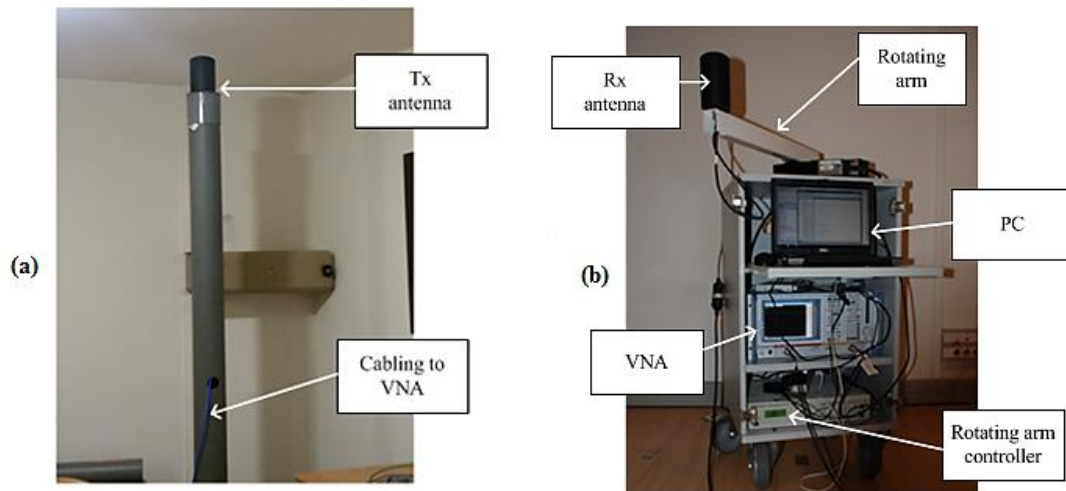 (a)
Tx
antenna
Cabling to
VNA
(b)
Rx
antenna
Rotating
arm
PC
VNA
Rotating arm
controller